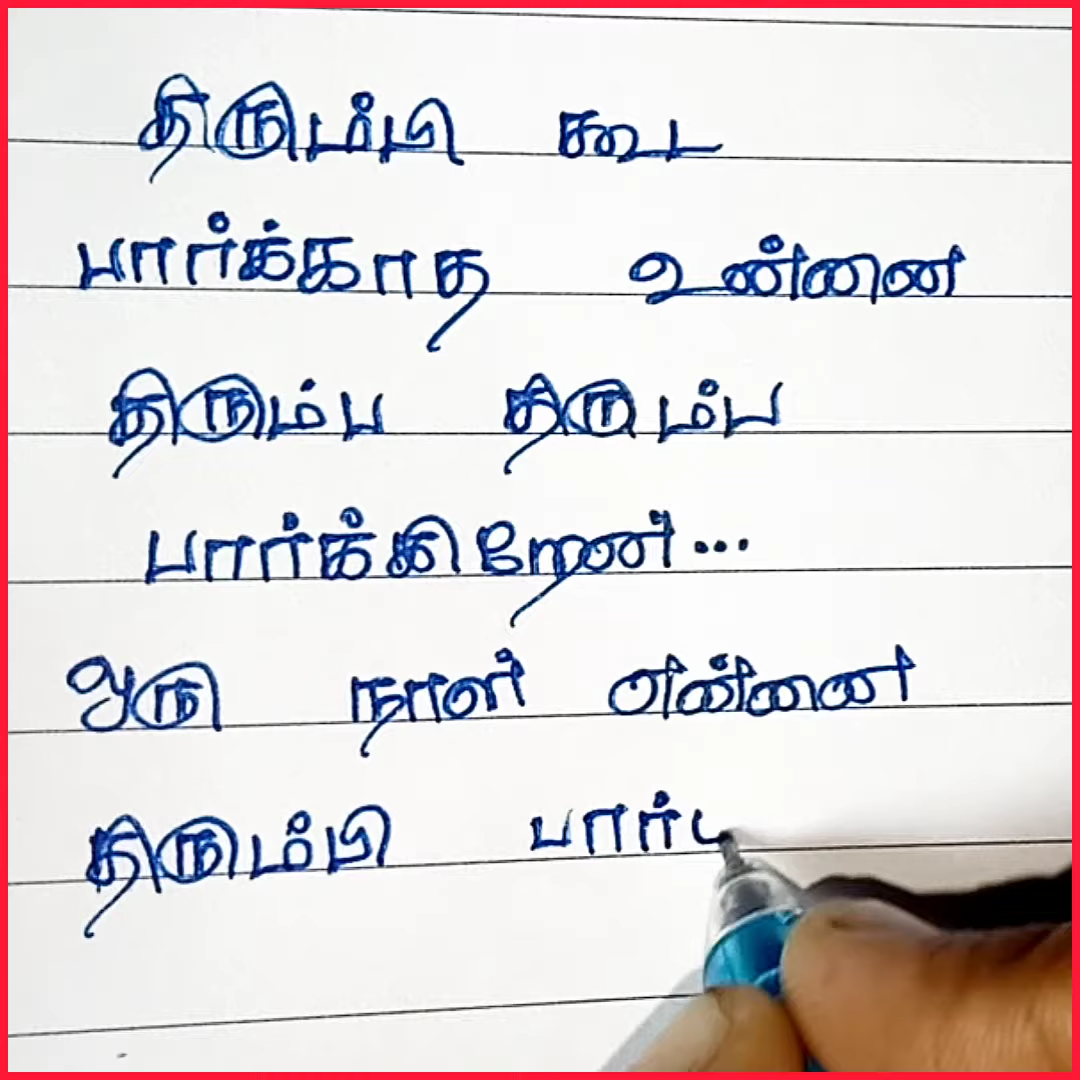 திரும்பி கூட
பார்க்காத உன்னை
திரும்ப திரும்ப
பார்க்கிறேன்...
ஒரு நாள் என்னை
திரும்பி